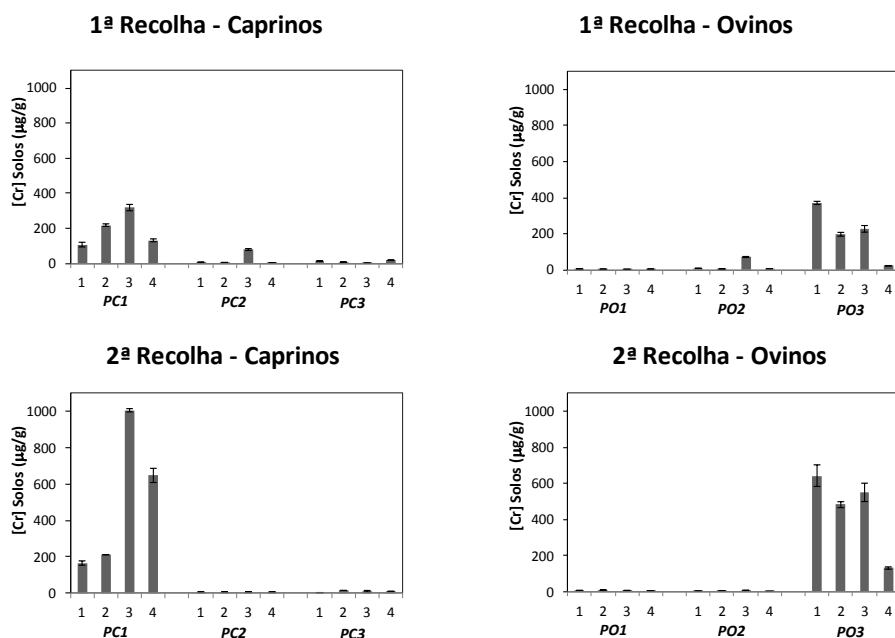 1ª Recolha - Caprinos
[Cr] Solos (µg/g)
1000
800
600
400
200
0
1 2 3 4 1 2 3 4 1 2 3 4
PC1 PC2 PC3
1ª Recolha - Ovinos
[Cr] Solos (µg/g)
1000
800
600
400
200
0
1 2 3 4 1 2 3 4 1 2 3 4
PO1 PO2 PO3
2ª Recolha - Caprinos
[Cr] Solos (µg/g)
1000
800
600
400
200
0
1 2 3 4 1 2 3 4 1 2 3 4
PC1 PC2 PC3
2ª Recolha - Ovinos
[Cr] Solos (µg/g)
1000
800
600
400
200
0
1 2 3 4 1 2 3 4 1 2 3 4
PO1 PO2 PO3